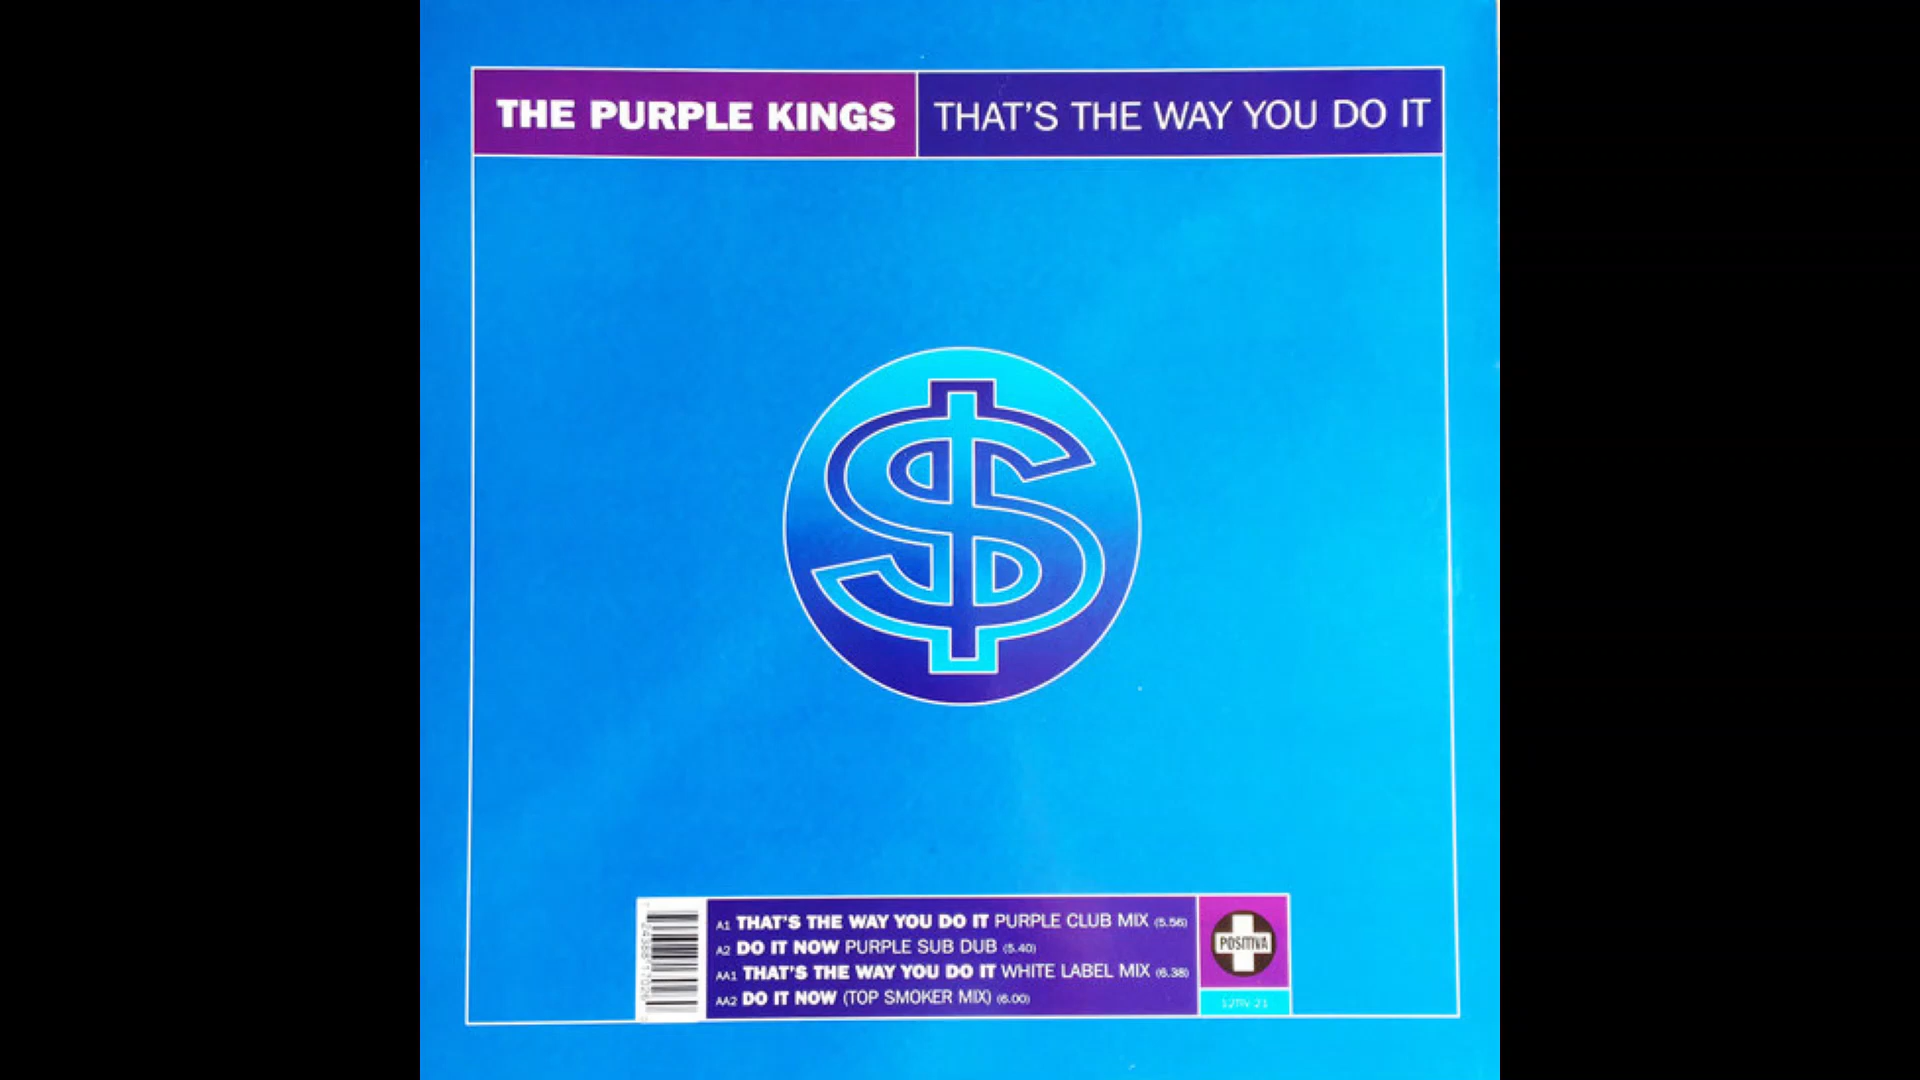 THE PURPLE KINGS THAT'S THE WAY YOU DO IT
A1 THAT'S THE WAY YOU DO IT PURPLE CLUB MIX (5.56)
A2 DO IT NOW PURPLE SUB DUB (5.40)
AA1 THAT'S THE WAY YOU DO IT WHITE LABEL MIX (6.38)
AA2 DO IT NOW (TOP SMOKER MIX) (6.00)
POSITIVA
12TIV-21